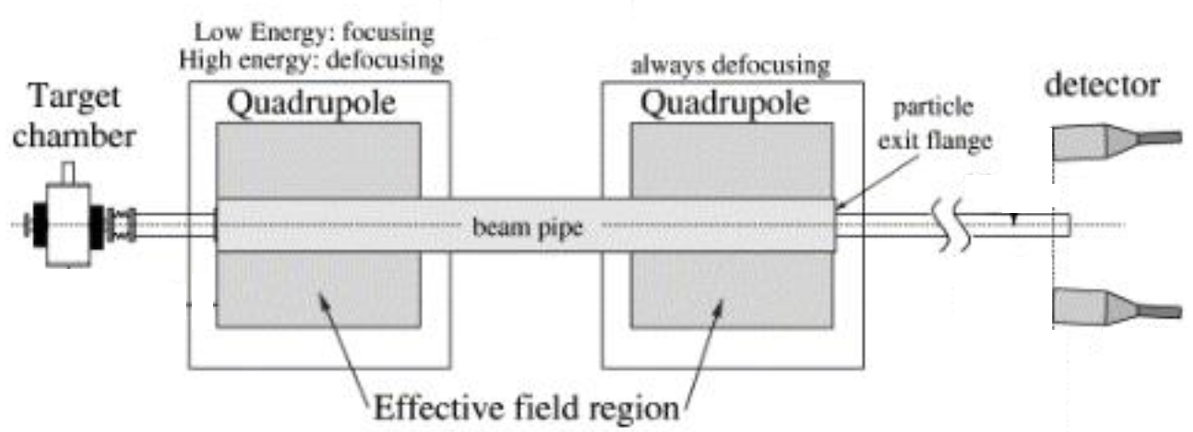 Low Energy: focusing
High energy: defocusing
always defocusing
detector
Target
chamber
Quadrupole
Quadrupole
particle
exit flange
beam pipe
Effective field region